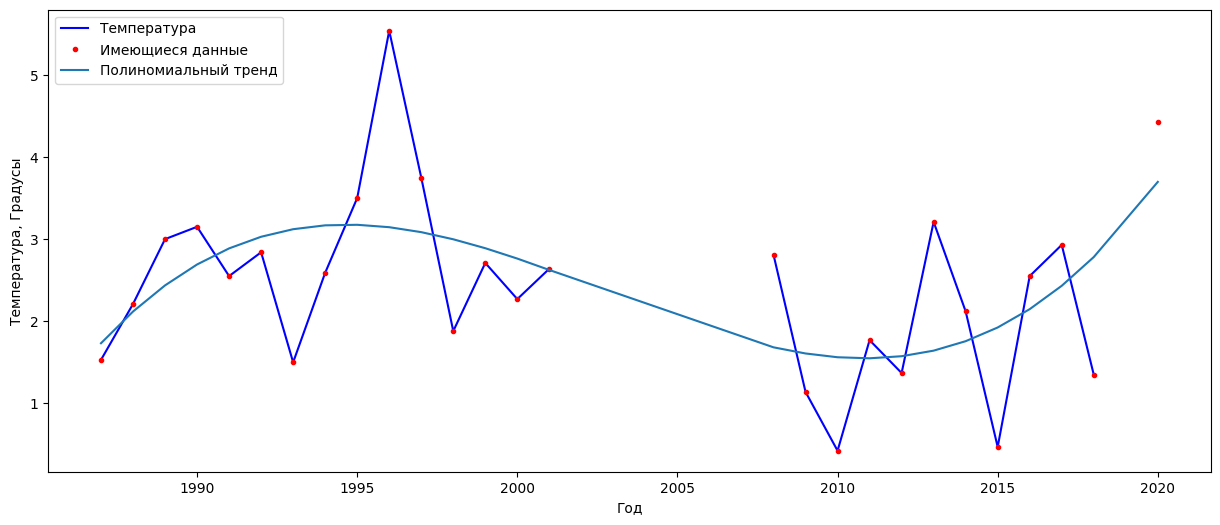 Температура
Имеющиеся данные
Полиномиальный тренд
Температура, Градусы
5
4
3
2
1
1990 1995 2000 2005 2010 2015 2020
Год